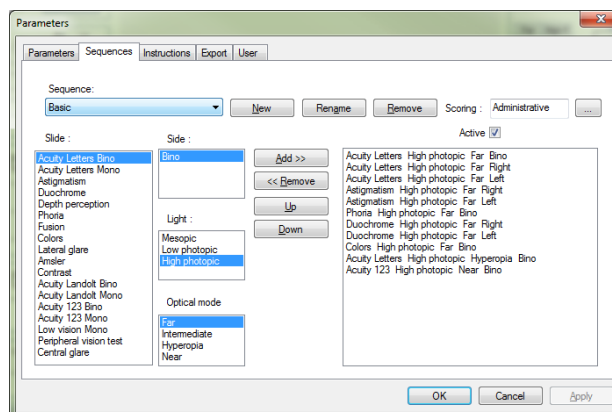 Parameters
Parameters Sequences Instructions Export User
Sequence:
Basic New Rename Remove Scoring : Administrative ...
Active
Slide :
Acuity Letters Bino
Acuity Letters Mono
Astigmatism
Duochrome
Depth perception
Phoria
Fusion
Colors
Lateral glare
Amsler
Contrast
Acuity Landolt Bino
Acuity Landolt Mono
Acuity 123 Bino
Acuity 123 Mono
Low vision Mono
Peripheral vision test
Central glare
Side :
Bino
Light :
Mesopic
Low photopic
High photopic
Optical mode
Far
Intermediate
Hyperopia
Near
Add >>
<< Remove
Up
Down
Acuity Letters High photopic Far Bino
Acuity Letters High photopic Far Right
Acuity Letters High photopic Far Left
Astigmatism High photopic Far Right
Astigmatism High photopic Far Left
Phoria High photopic Far Bino
Duochrome High photopic Far Right
Duochrome High photopic Far Left
Colors High photopic Far Bino
Acuity Letters High photopic Hyperopia Bino
Acuity 123 High photopic Near Bino
OK Cancel Apply